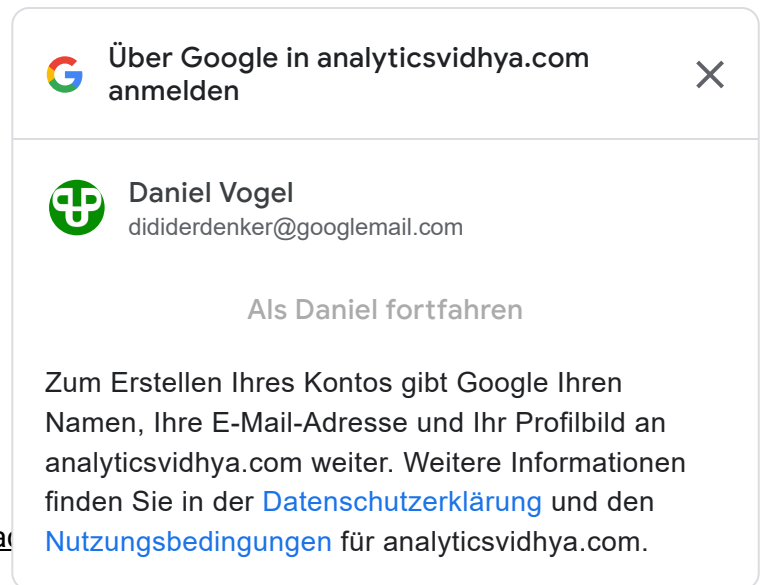 Über Google in analyticsvidhya.com
anmelden
Daniel Vogel
dididerdenker@googlemail.com
Als Daniel fortfahren
Zum Erstellen Ihres Kontos gibt Google Ihren
Namen, Ihre E-Mail-Adresse und Ihr Profilbild an
analyticsvidhya.com weiter. Weitere Informationen
finden Sie in der Datenschutzerklärung und den
Nutzungsbedingungen für analyticsvidhya.com.